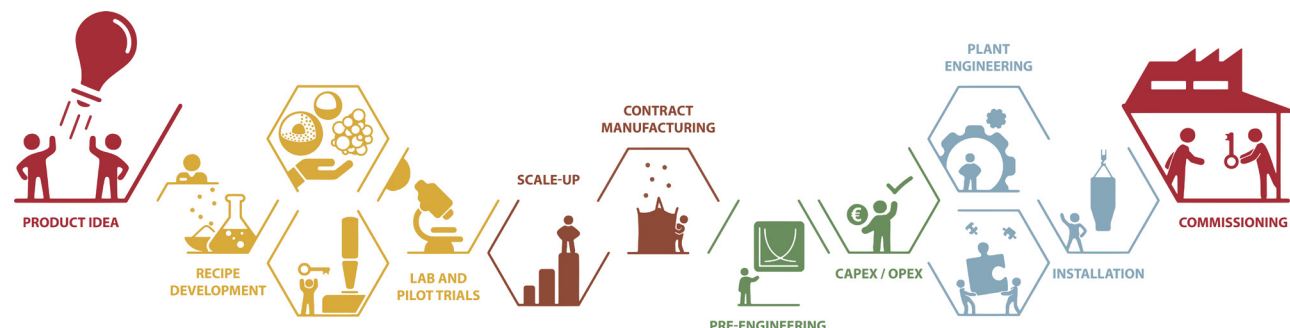 PRODUCT IDEA
RECIPE
DEVELOPMENT
LAB AND
PILOT TRIALS
SCALE-UP
CONTRACT
MANUFACTURING
PRE-ENGINEERING
€
CAPEX / OPEX
PLANT
ENGINEERING
INSTALLATION
COMMISSIONING